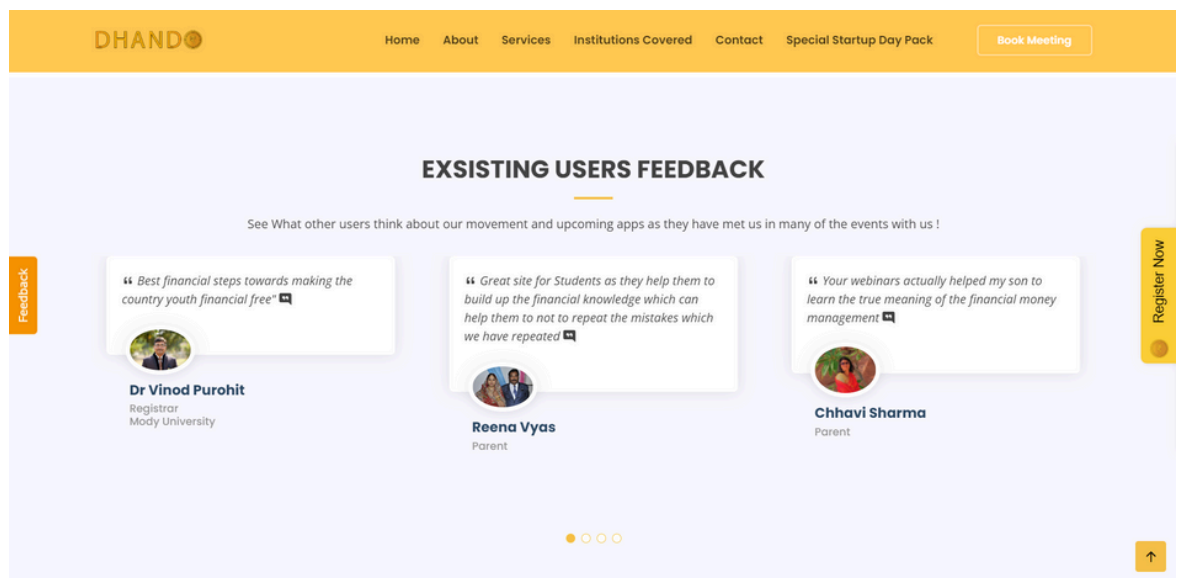 DHANDO
Home About Services Institutions Covered Contact Special Startup Day Pack Book Meeting
EXSISTING USERS FEEDBACK
See What other users think about our movement and upcoming apps as they have met us in many of the events with us !
Feedback
Register Now
“ Best financial steps towards making the
country youth financial free"
Dr Vinod Purohit
Registrar
Mody University
“ Great site for Students as they help them to
build up the financial knowledge which can
help them to not to repeat the mistakes which
we have repeated
Reena Vyas
Parent
“ Your webinars actually helped my son to
learn the true meaning of the financial money
management
Chhavi Sharma
Parent